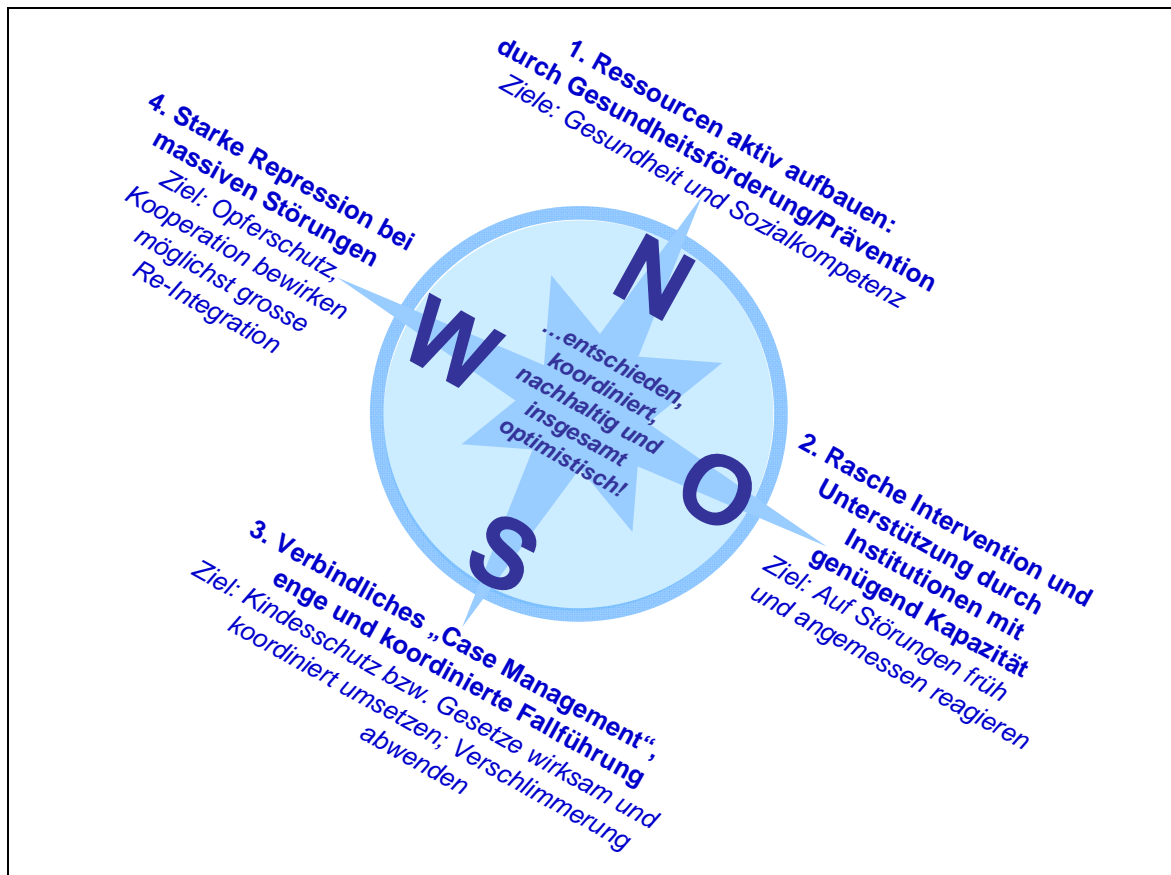 1. Ressourcen aktiv aufbauen:
durch Gesundheitsförderung/Prävention
Ziele: Gesundheit und Sozialkompetenz
4. Starke Repression bei
massiven Störungen
Ziel: Opferschutz,
Kooperation bewirken
möglichst grosse
Re-Integration
N
W
…entschieden,
koordiniert,
nachhaltig und
insgesamt
optimistisch!
O
S
2. Rasche Intervention und
Unterstützung durch
Institutionen mit
genügend Kapazität
Ziel: Auf Störungen früh
und angemessen reagieren
3. Verbindliches „Case Management“,
enge und koordinierte Fallführung
Ziel: Kindesschutz bzw. Gesetze wirksam und
koordiniert umsetzen; Verschlimmerung
abwenden